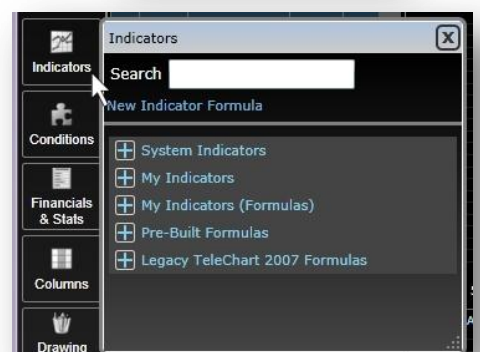 Indicators
Conditions
Financials
& Stats
Columns
Drawing
Indicators
X
Search
New Indicator Formula
System Indicators
My Indicators
My Indicators (Formulas)
Pre-Built Formulas
Legacy TeleChart 2007 Formulas